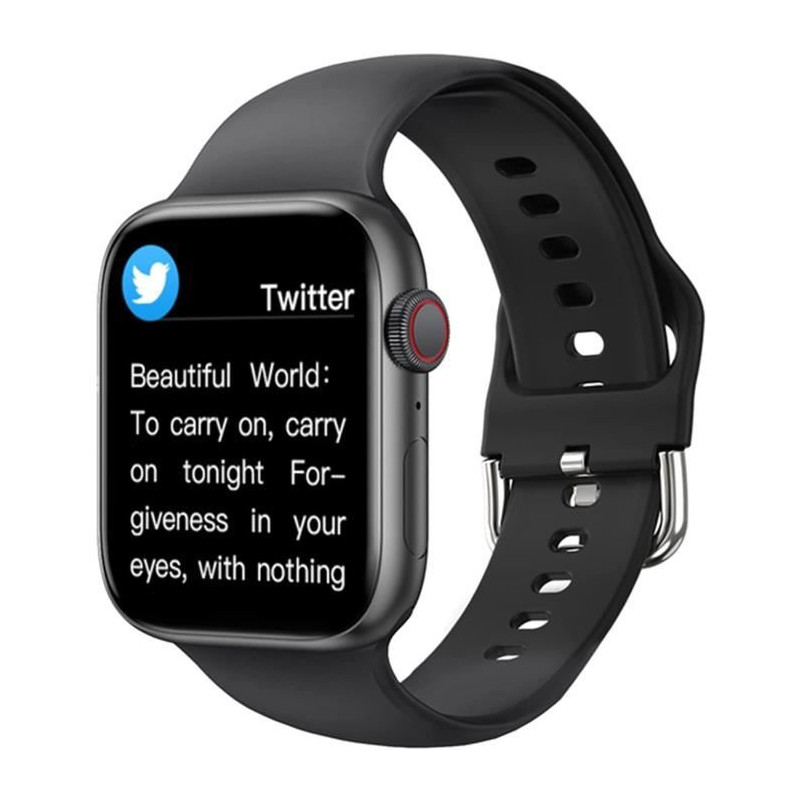 Twitter
Beautiful World:
To carry on, carry
on tonight For-
giveness in your
eyes, with nothing